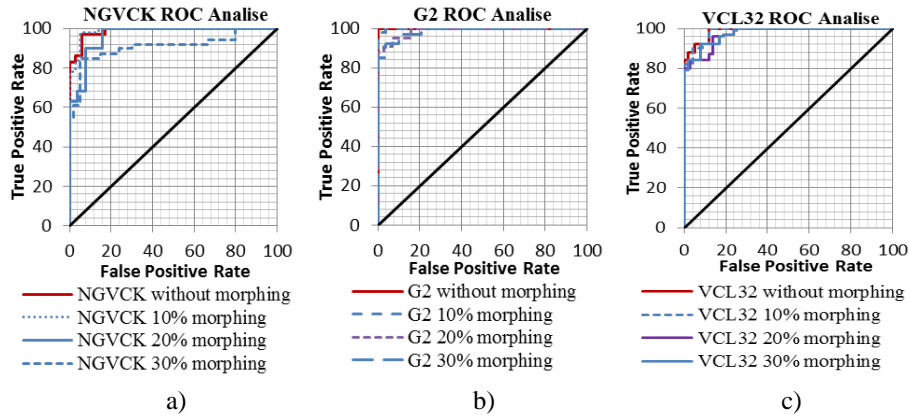 NGVCK ROC Analise
True Positive Rate
100
80
60
40
20
0
0 20 40 60 80 100
False Positive Rate
NGVCK without morphing
NGVCK 10% morphing
NGVCK 20% morphing
NGVCK 30% morphing
a)
G2 ROC Analise
True Positive Rate
100
80
60
40
20
0
0 20 40 60 80 100
False Positive Rate
G2 without morphing
G2 10% morphing
G2 20% morphing
G2 30% morphing
b)
VCL32 ROC Analise
True Positive Rate
100
80
60
40
20
0
0 20 40 60 80 100
False Positive Rate
VCL32 without morphing
VCL32 10% morphing
VCL32 20% morphing
VCL32 30% morphing
c)